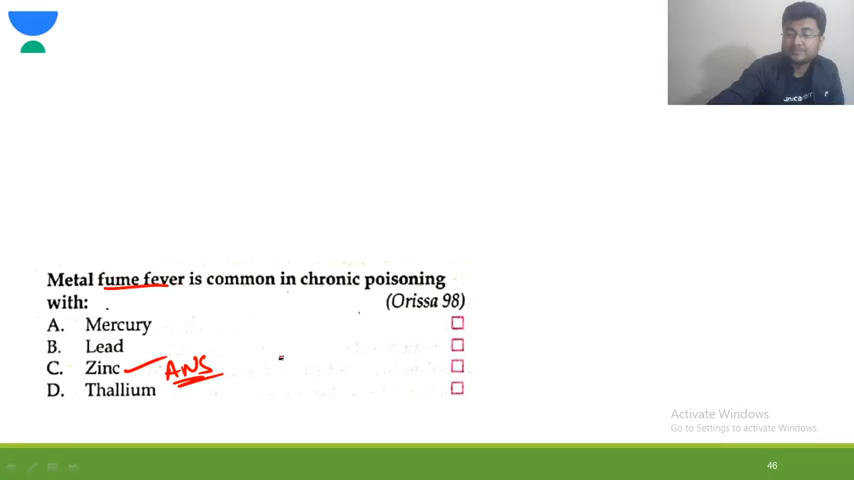 Metal fume fever is common in chronic poisoning
with: (Orissa 98)
A. Mercury
B. Lead
C. Zinc ANS
D. Thallium
Activate Windows
Go to Settings to activate Windows.
46